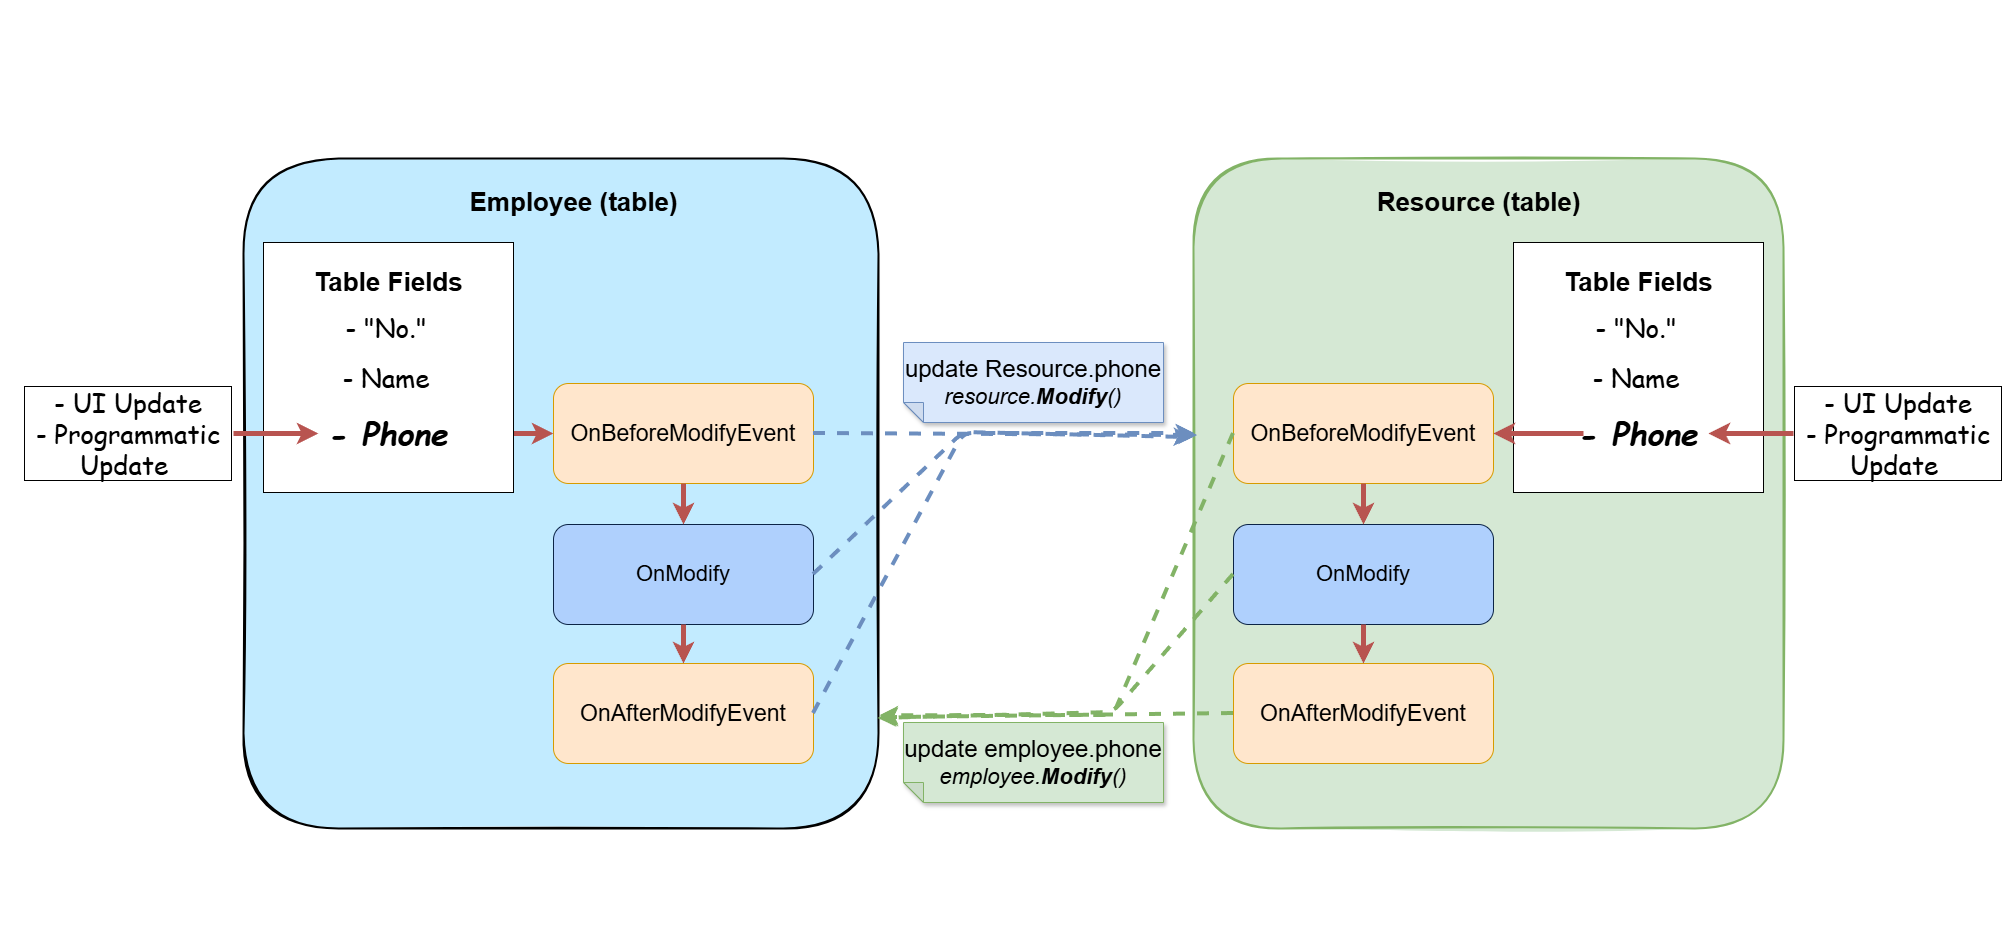 Employee (table)
Table Fields
- "No."
- Name
- Phone
- UI Update
- Programmatic
Update
OnBeforeModifyEvent
OnModify
OnAfterModifyEvent
update Resource.phone
resource.Modify()
update employee.phone
employee.Modify()
Resource (table)
Table Fields
- "No."
- Name
- Phone
- UI Update
- Programmatic
Update
OnBeforeModifyEvent
OnModify
OnAfterModifyEvent